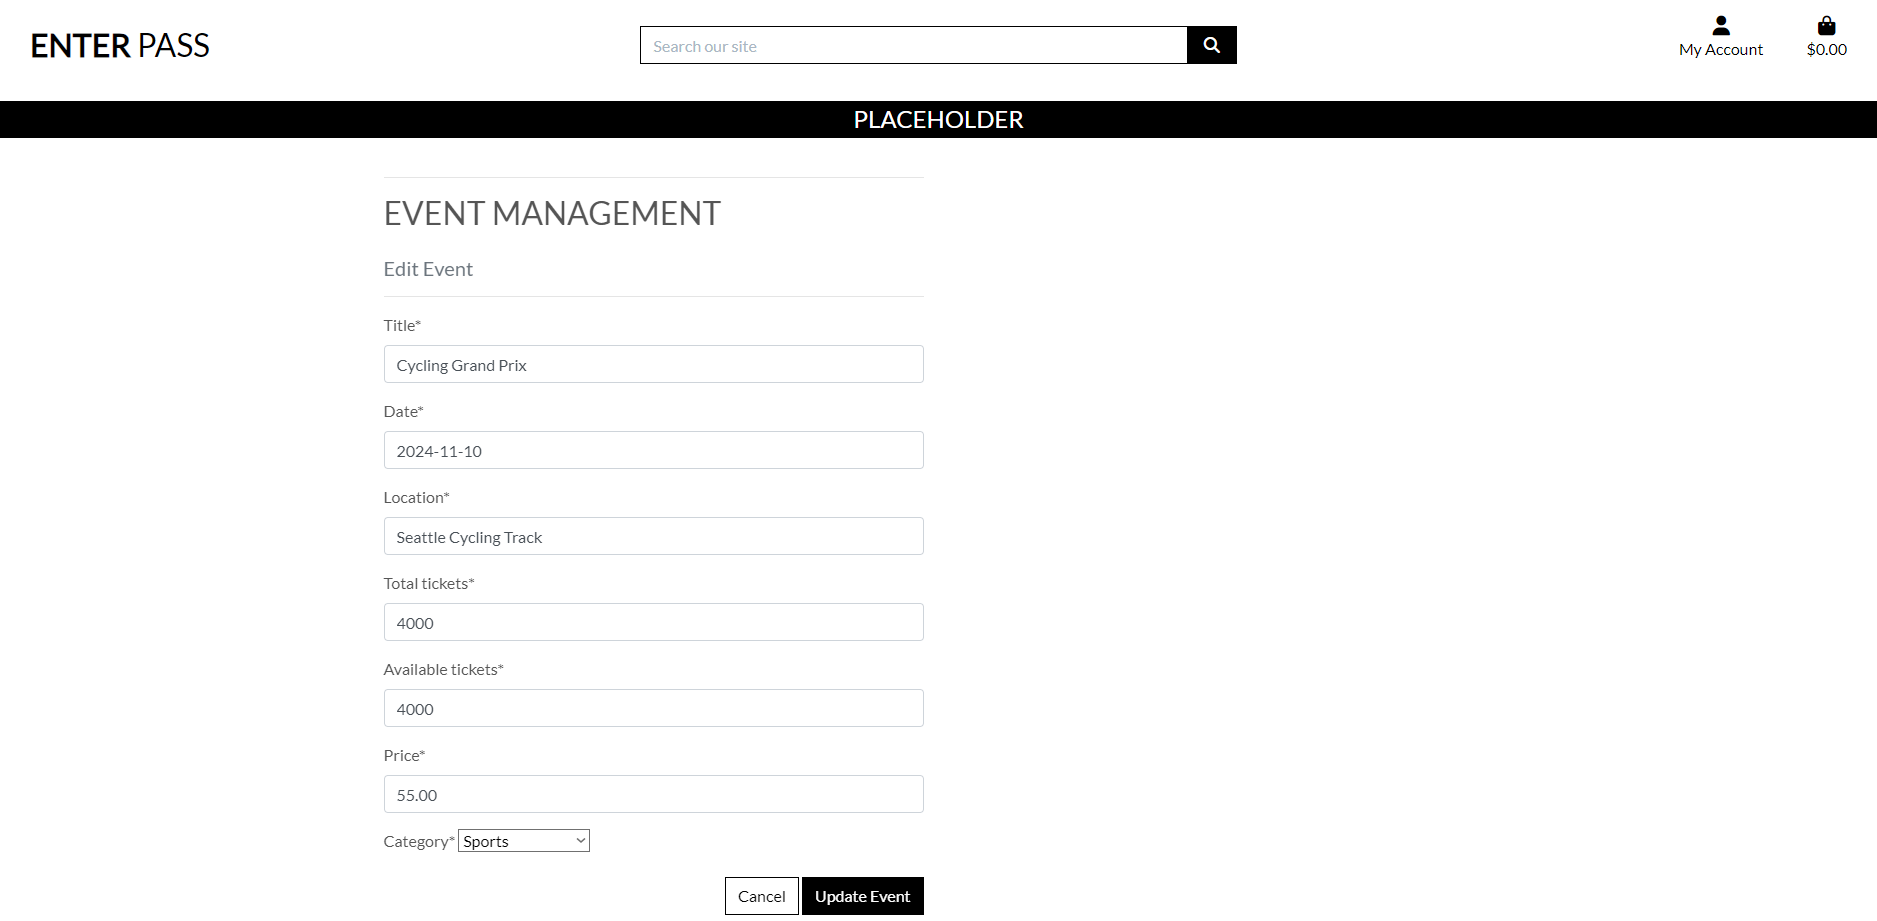 ENTER PASS
Search our site
My Account
$0.00
PLACEHOLDER
EVENT MANAGEMENT
Edit Event
Title*
Cycling Grand Prix
Date*
2024-11-10
Location*
Seattle Cycling Track
Total tickets*
4000
Available tickets*
4000
Price*
55.00
Category* Sports
Cancel Update Event